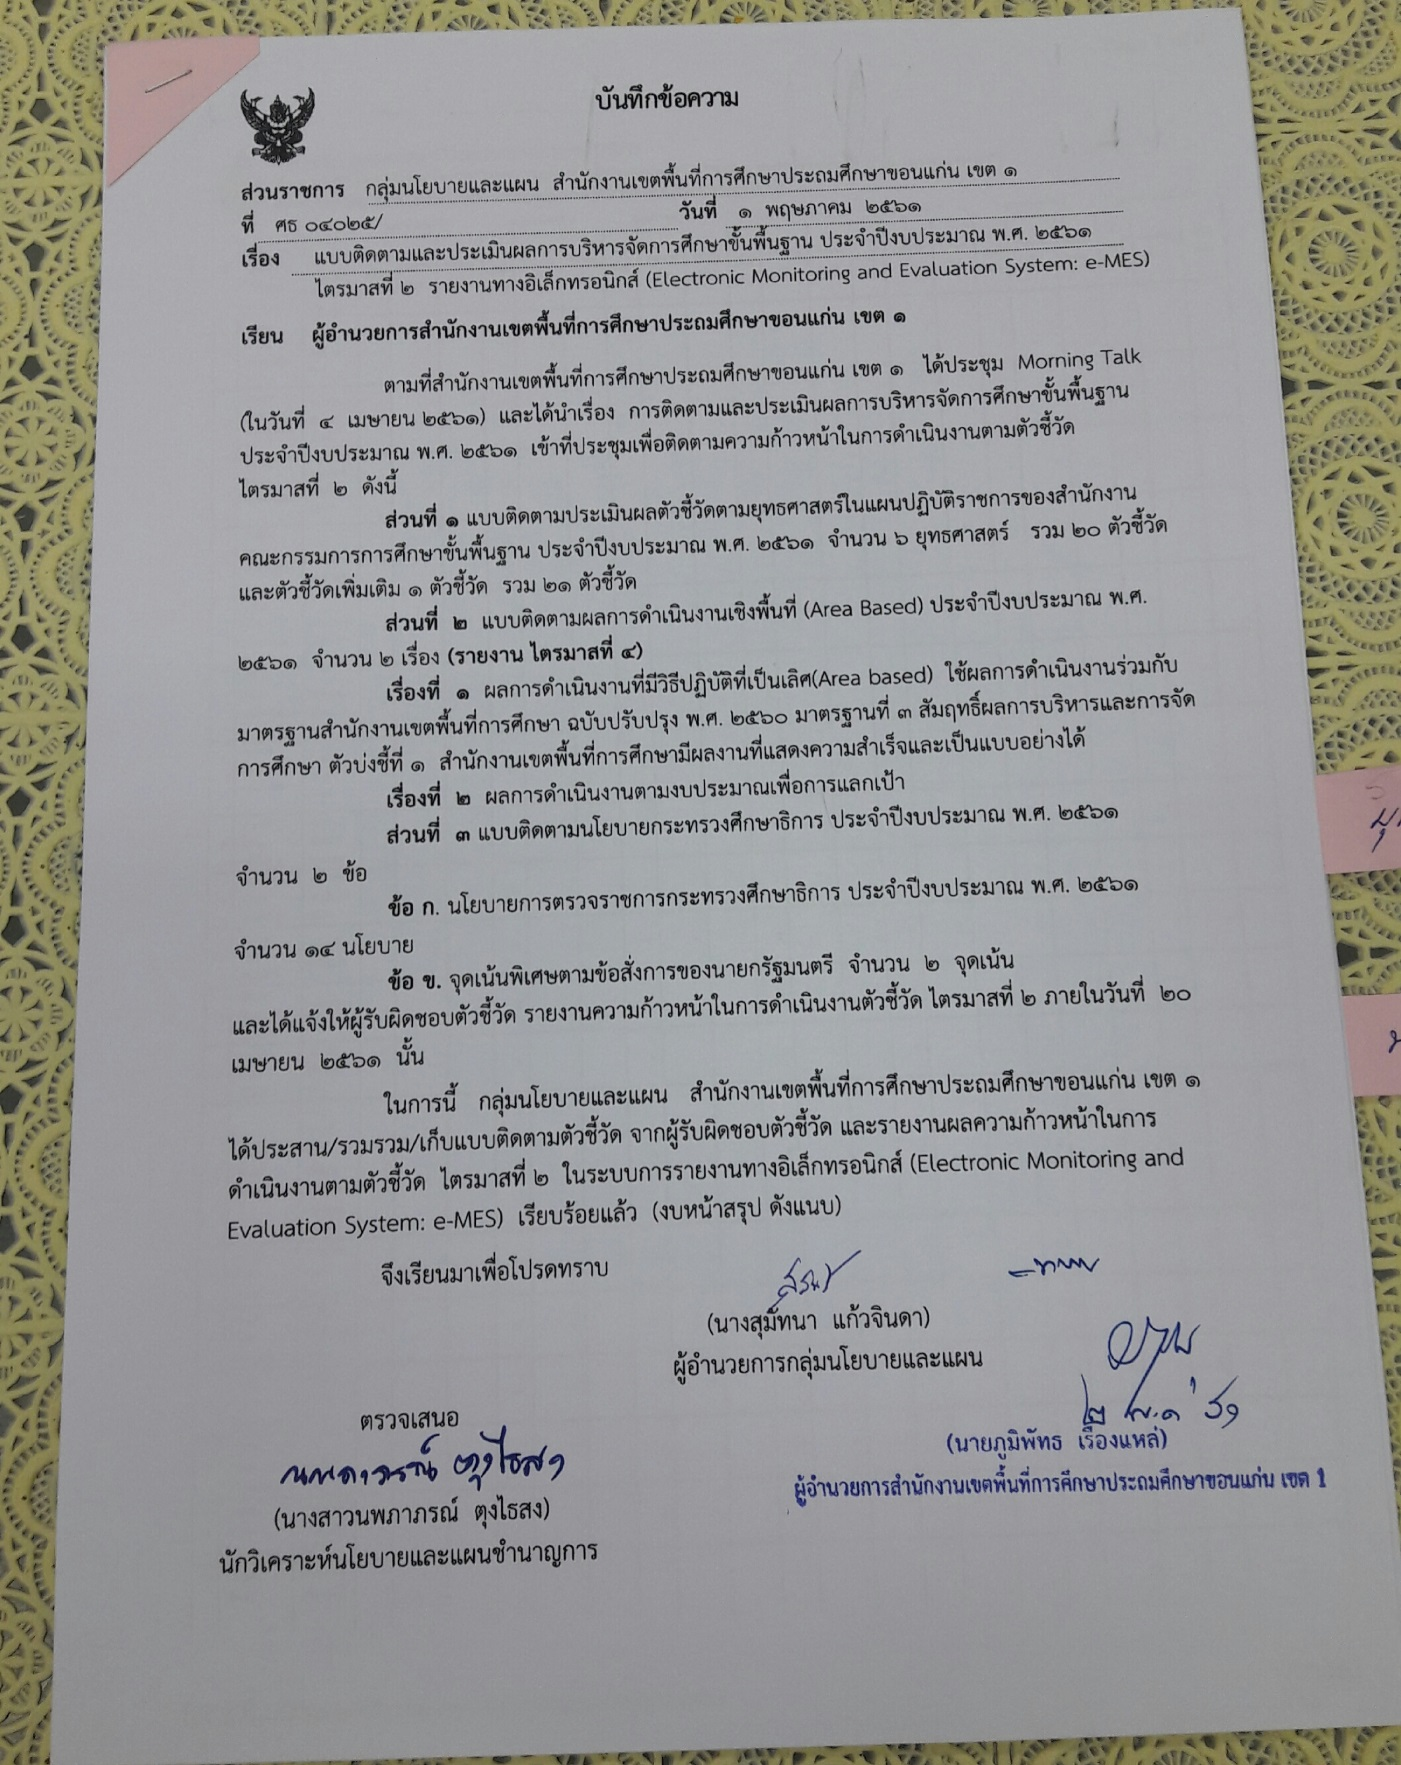 บันทึกข้อความ
ส่วนราชการ กลุ่มนโยบายและแผน สำนักงานเขตพื้นที่การศึกษาประถมศึกษาขอนแก่น เขต ๑
ที่ ศธ ๐๔๐๒๕/ วันที่ ๑ พฤษภาคม ๒๕๖๑
เรื่อง แบบติดตามและประเมินผลการบริหารจัดการศึกษาขั้นพื้นฐาน ประจำปีงบประมาณ พ.ศ. ๒๕๖๑
ไตรมาสที่ ๒ รายงานทางอิเล็กทรอนิกส์ (Electronic Monitoring and Evaluation System: e-MES)
เรียน ผู้อำนวยการสำนักงานเขตพื้นที่การศึกษาประถมศึกษาขอนแก่น เขต ๑
ตามที่สำนักงานเขตพื้นที่การศึกษาประถมศึกษาขอนแก่น เขต ๑ ได้ประชุม Morning Talk
(ในวันที่ ๔ เมษายน ๒๕๖๑) และได้นำเรื่อง การติดตามและประเมินผลการบริหารจัดการศึกษาขั้นพื้นฐาน
ประจำปีงบประมาณ พ.ศ. ๒๕๖๑ เข้าที่ประชุมเพื่อติดตามความก้าวหน้าในการดำเนินงานตามตัวชี้วัด
ไตรมาสที่ ๒ ดังนี้
ส่วนที่ ๑ แบบติดตามประเมินผลตัวชี้วัดตามยุทธศาสตร์ในแผนปฏิบัติราชการของสำนักงาน
คณะกรรมการการศึกษาขั้นพื้นฐาน ประจำปีงบประมาณ พ.ศ. ๒๕๖๑ จำนวน ๖ ยุทธศาสตร์ รวม ๒๐ ตัวชี้วัด
และตัวชี้วัดเพิ่มเติม ๑ ตัวชี้วัด รวม ๒๑ ตัวชี้วัด
ส่วนที่ ๒ แบบติดตามผลการดำเนินงานเชิงพื้นที่ (Area Based) ประจำปีงบประมาณ พ.ศ.
๒๕๖๑ จำนวน ๒ เรื่อง (รายงาน ไตรมาสที่ ๔)
เรื่องที่ ๑ ผลการดำเนินงานที่มีวิธีปฏิบัติที่เป็นเลิศ(Area based) ใช้ผลการดำเนินงานร่วมกับ
มาตรฐานสำนักงานเขตพื้นที่การศึกษา ฉบับปรับปรุง พ.ศ. ๒๕๖๐ มาตรฐานที่ ๓ สัมฤทธิ์ผลการบริหารและการจัด
การศึกษา ตัวบ่งชี้ที่ ๑ สำนักงานเขตพื้นที่การศึกษามีผลงานที่แสดงความสำเร็จและเป็นแบบอย่างได้
เรื่องที่ ๒ ผลการดำเนินงานตามงบประมาณเพื่อการแลกเป้า
ส่วนที่ ๓ แบบติดตามนโยบายกระทรวงศึกษาธิการ ประจำปีงบประมาณ พ.ศ. ๒๕๖๑
จำนวน ๒ ข้อ
ข้อ ก. นโยบายการตรวจราชการกระทรวงศึกษาธิการ ประจำปีงบประมาณ พ.ศ. ๒๕๖๑
จำนวน ๑๔ นโยบาย
ข้อ ข. จุดเน้นพิเศษตามข้อสั่งการของนายกรัฐมนตรี จำนวน ๒ จุดเน้น
และได้แจ้งให้ผู้รับผิดชอบตัวชี้วัด รายงานความก้าวหน้าในการดำเนินงานตัวชี้วัด ไตรมาสที่ ๒ ภายในวันที่ ๒๐
เมษายน ๒๕๖๑ นั้น
ในการนี้ กลุ่มนโยบายและแผน สำนักงานเขตพื้นที่การศึกษาประถมศึกษาขอนแก่น เขต ๑
ได้ประสาน/รวมรวม/เก็บแบบติดตามตัวชี้วัด จากผู้รับผิดชอบตัวชี้วัด และรายงานผลความก้าวหน้าในการ
ดำเนินงานตามตัวชี้วัด ไตรมาสที่ ๒ ในระบบการรายงานทางอิเล็กทรอนิกส์ (Electronic Monitoring and
Evaluation System: e-MES) เรียบร้อยแล้ว (งบหน้าสรุป ดังแนบ)
จึงเรียนมาเพื่อโปรดทราบ
(นางสุมัทนา แก้วจินดา)
ผู้อำนวยการกลุ่มนโยบายและแผน
ตรวจเสนอ
นพภาภรณ์ ตุงไธสง
(นางสาวนพภาภรณ์ ตุงไธสง)
นักวิเคราะห์นโยบายและแผนชำนาญการ
(นายภูมิพัทธ เรืองแหล่)
ผู้อำนวยการสำนักงานเขตพื้นที่การศึกษาประถมศึกษาขอนแก่น เขต 1